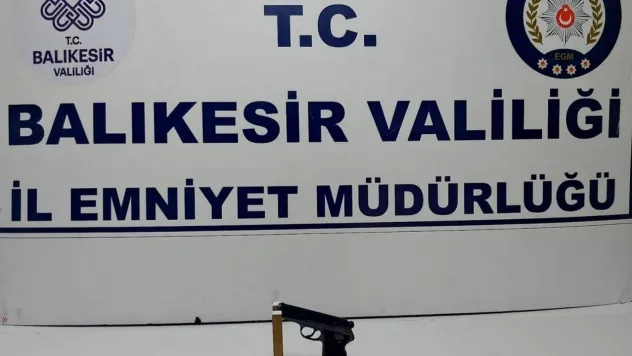 T.C.
BALIKESİR
VALİLİĞİ
T.C.
EGM
BALIKESİR VALİLİĞİ
İL EMNİYET MÜDÜRLÜĞÜ